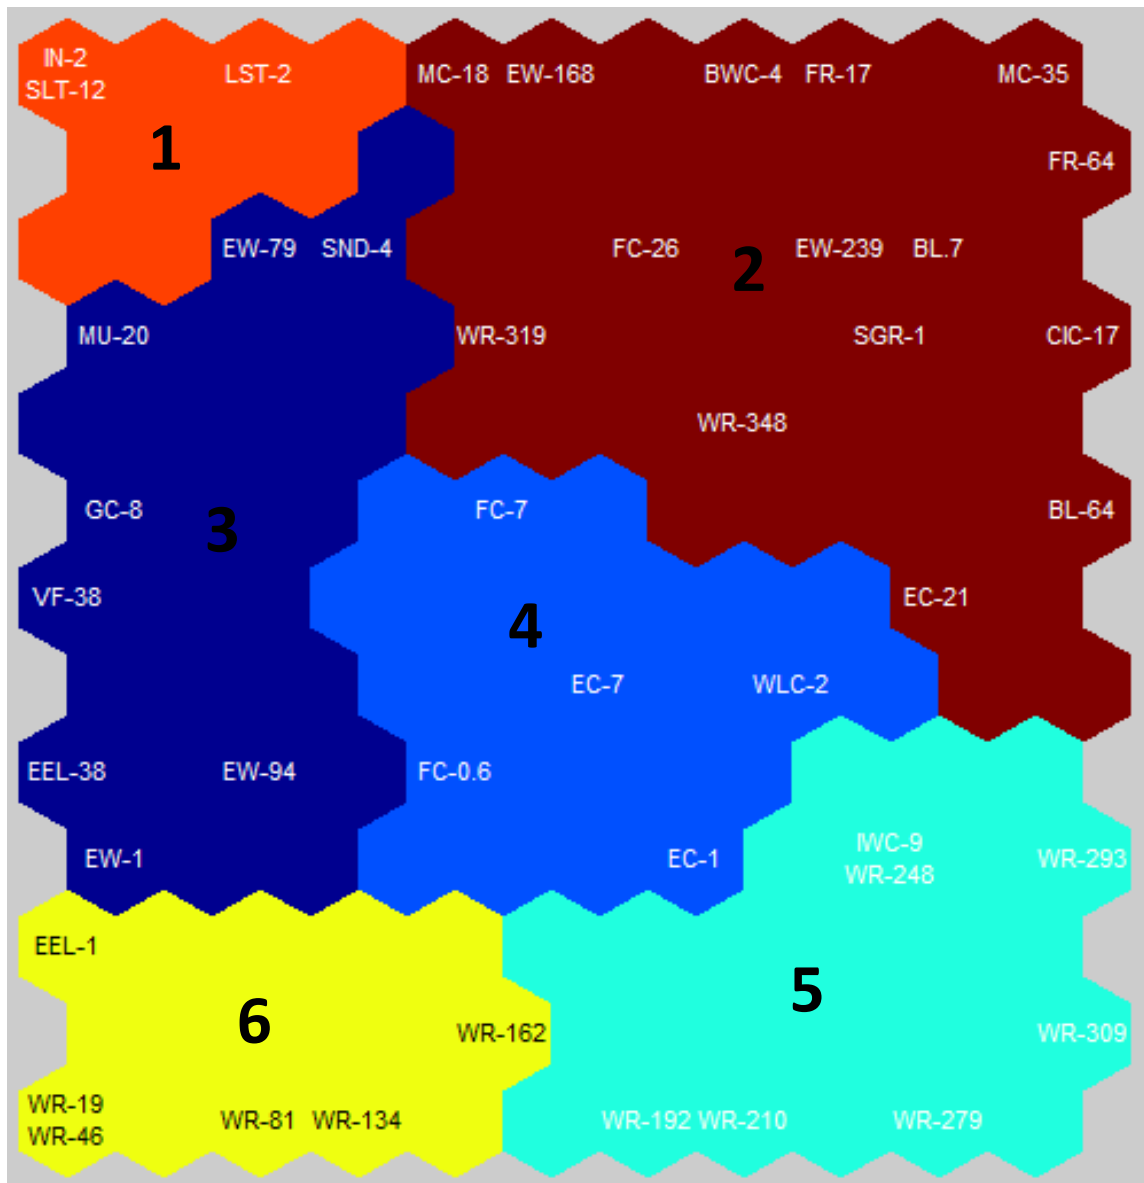 IN-2
SLT-12
LST-2
MC-18
EW-168
BWC-4
FR-17
MC-35
1
FR-64
EW-79
SND-4
FC-26
2
EW-239
BL.7
MU-20
WR-319
SGR-1
CIC-17
WR-348
GC-8
3
FC-7
BL-64
VF-38
4
EC-21
EC-7
WLC-2
EEL-38
EW-94
FC-0.6
EW-1
EC-1
IWC-9
WR-248
WR-293
EEL-1
5
6
WR-162
WR-309
WR-19
WR-46
WR-81
WR-134
WR-192
WR-210
WR-279